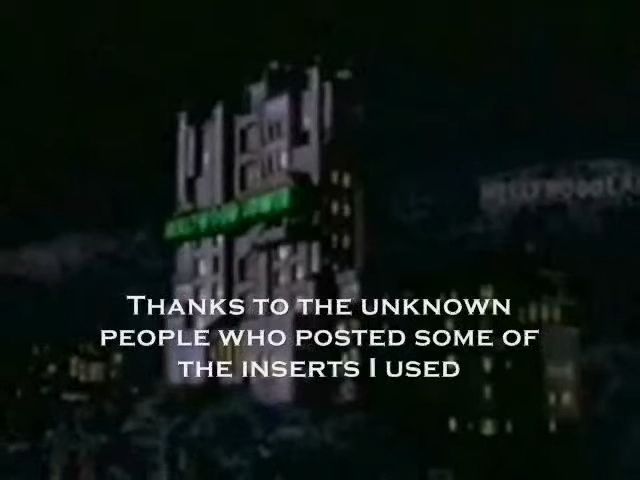 THANKS TO THE UNKNOWN
PEOPLE WHO POSTED SOME OF
THE INSERTS I USED